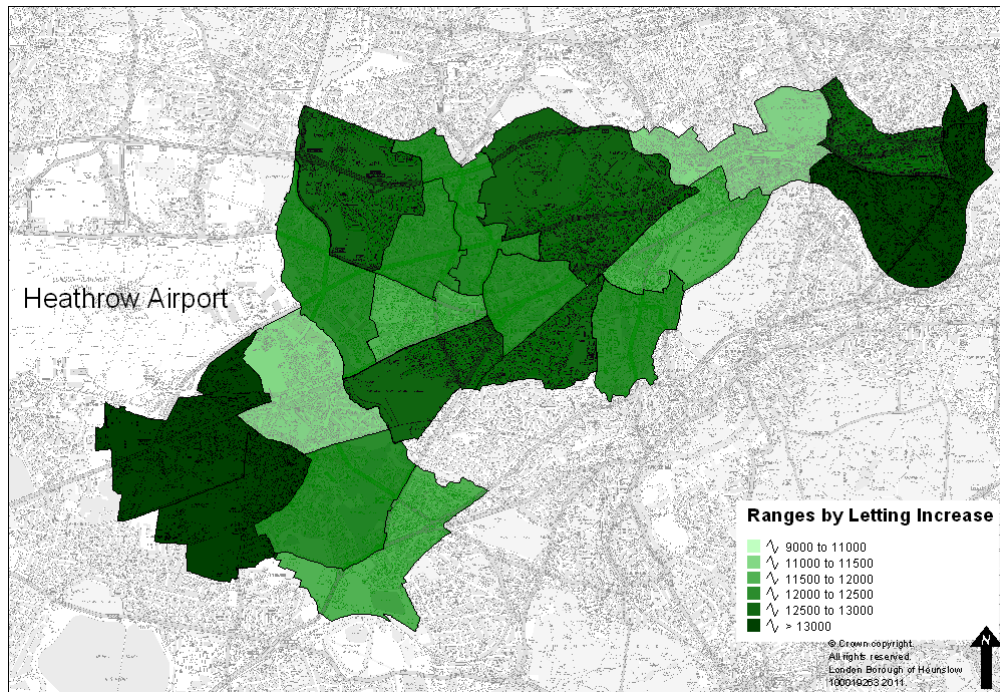 Heathrow Airport
Ranges by Letting Increase
9000 to 11000
11000 to 11500
11500 to 12000
12000 to 12500
12500 to 13000
> 13000
© Crown copyright.
All rights reserved.
London Borough of Hounslow
100019263 2011.
N